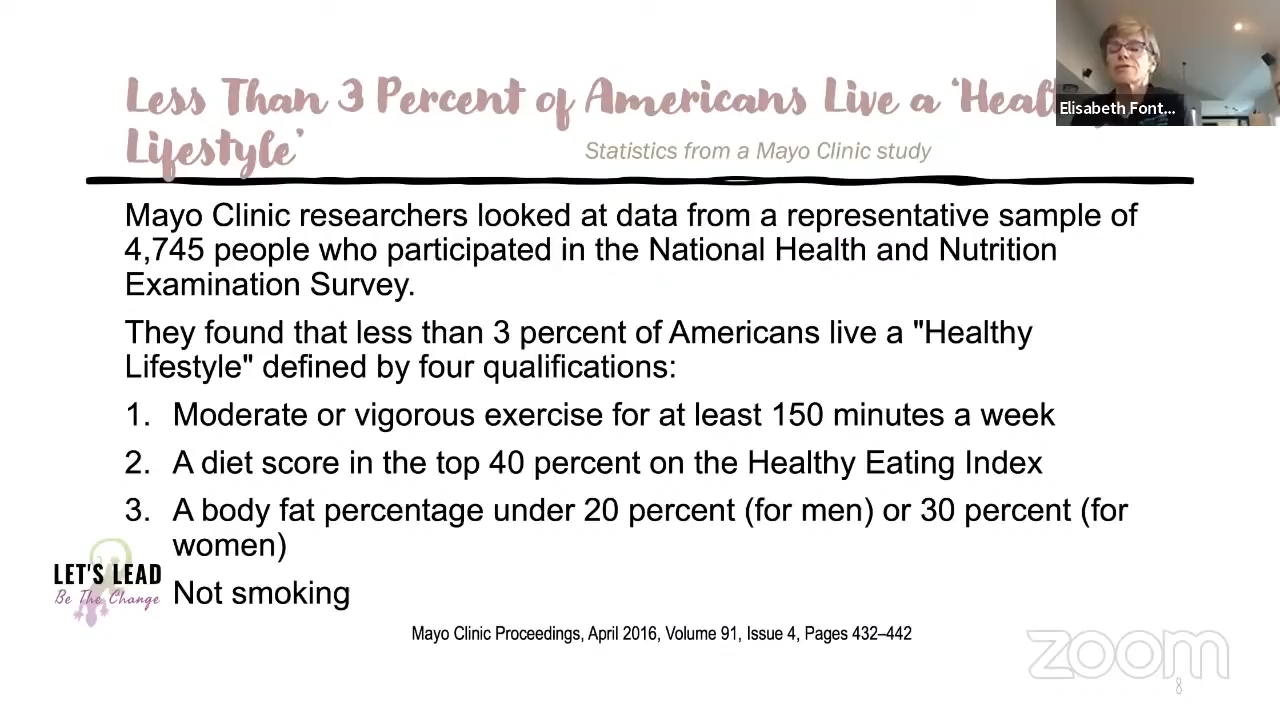 Less Than 3 Percent of Americans Live a ‘Heal
Lifestyle’
Statistics from a Mayo Clinic study
Elisabeth Font...
Mayo Clinic researchers looked at data from a representative sample of
4,745 people who participated in the National Health and Nutrition
Examination Survey.
They found that less than 3 percent of Americans live a "Healthy
Lifestyle" defined by four qualifications:
1. Moderate or vigorous exercise for at least 150 minutes a week
2. A diet score in the top 40 percent on the Healthy Eating Index
3. A body fat percentage under 20 percent (for men) or 30 percent (for
women)
Not smoking
LET'S LEAD
Be The Change
Mayo Clinic Proceedings, April 2016, Volume 91, Issue 4, Pages 432–442
zoom
8